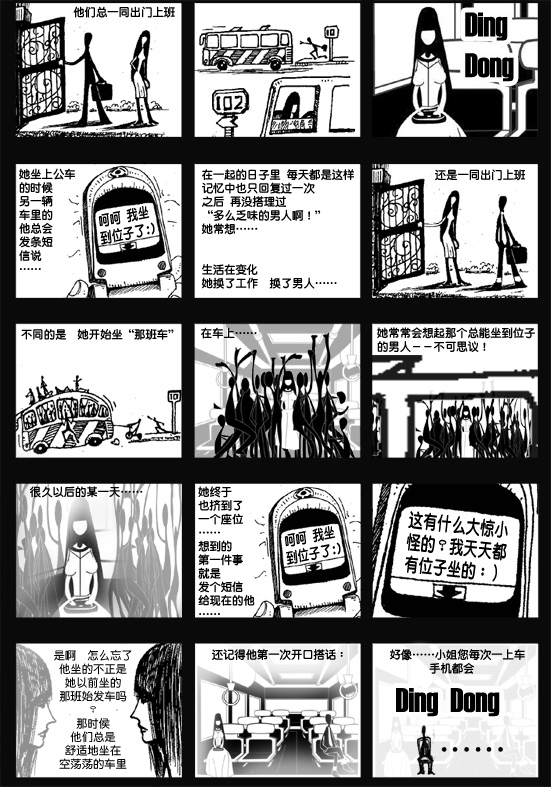 他们总一同出门上班
10
102
Ding
Dong
她坐上公车
的时候
另一辆
车里的
他总会
发条短
信说
……
呵呵 我坐
到位子了:)
在一起的日子里 每天都是这样
记忆中也只回复过一次
之后 再没搭理过
“多么乏味的男人啊！”
她常想……
生活在变化
她换了工作 换了男人……
还是一同出门上班
不同的是 她开始坐“那班车”
10
在车上……
她常常会想起那个总能坐到位子
的男人－－不可思议！
很久以后的某一天……
她终于
也挤到了
一个座位
……
想到的
第一件事
就是
发个短信
给现在的他
……
呵呵 我坐
到位子了:)
这有什么大惊小
怪的？我天天都
有位子坐的：)
是啊 怎么忘了
他坐的不正是
她以前坐的
那班始发车吗
？
那时候
他们总是
舒适地坐在
空荡荡的车里
还记得他第一次开口搭话：
好像……小姐您每次一上车
手机都会
Ding Dong
······